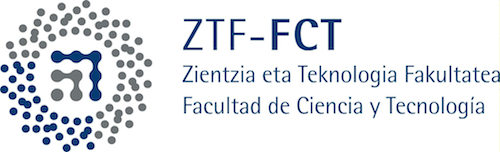 ZTF-FCT
Zientzia eta Teknologia Fakultatea
Facultad de Ciencia y Tecnología